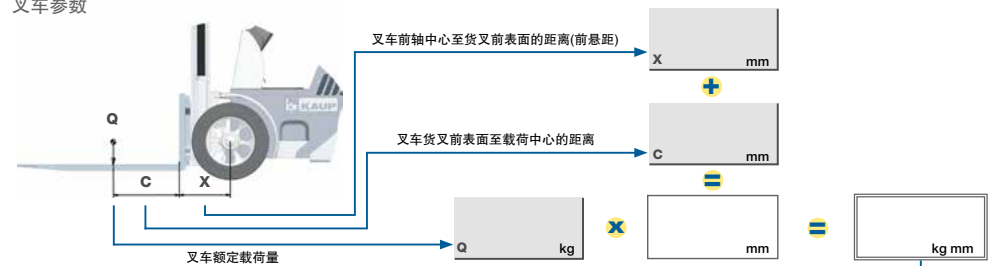 叉车参数
叉车前轴中心至货叉前表面的距离(前悬距)
X mm
+
KAUP
Q
叉车货叉前表面至载荷中心的距离
C mm
=
C X
Q kg × mm = kg mm
叉车额定载荷量